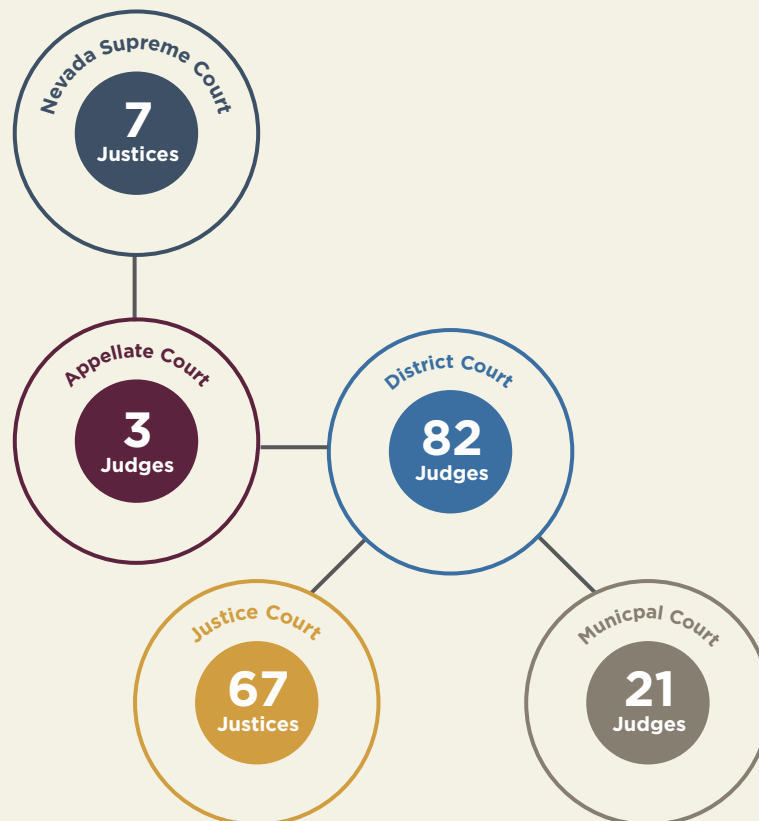 Nevada Supreme Court
7
Justices
Appellate Court
3
Judges
District Court
82
Judges
Justice Court
67
Justices
Municpal Court
21
Judges